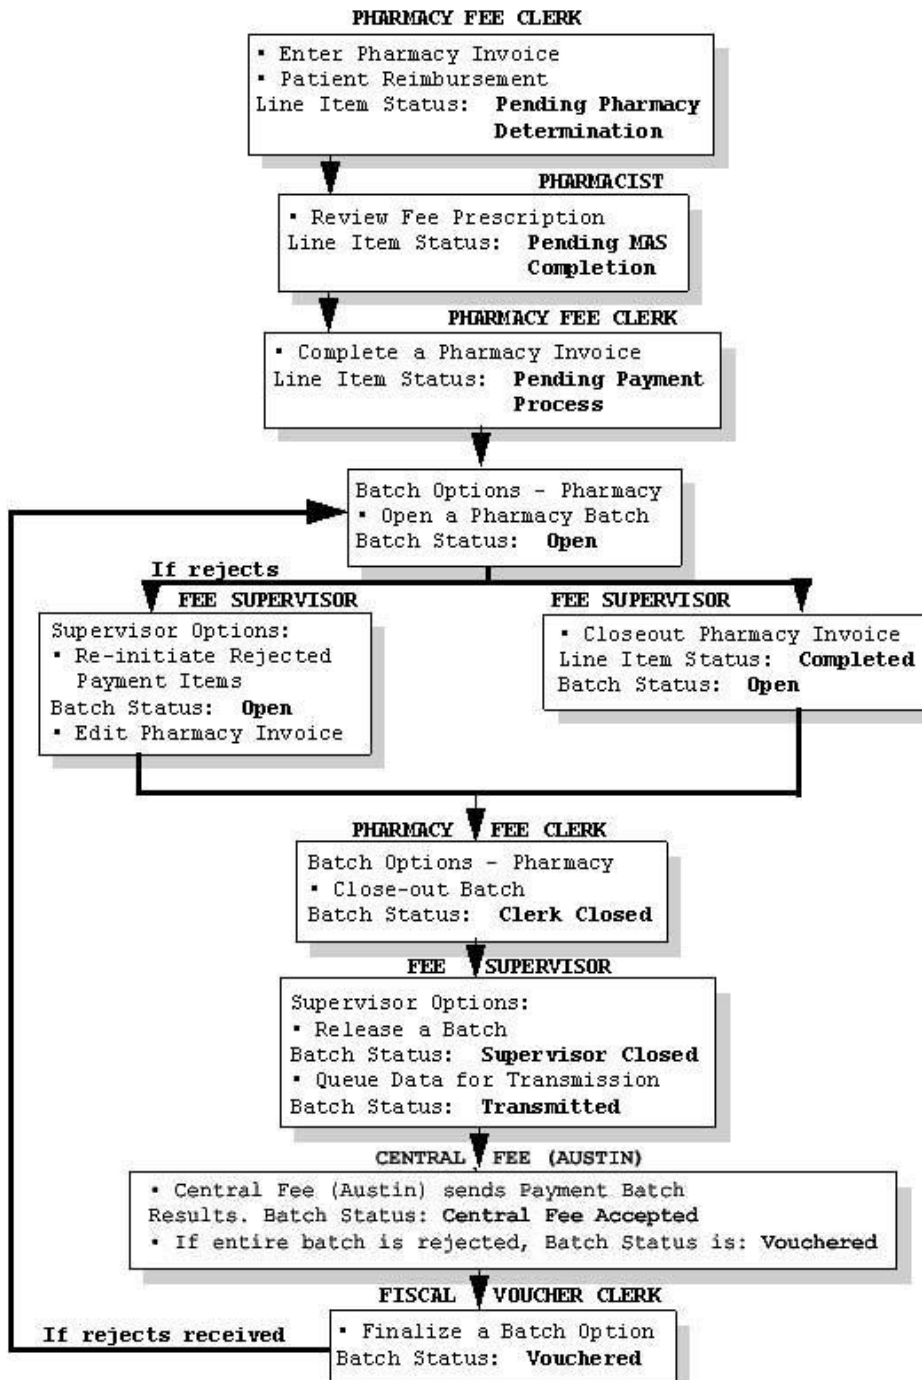 PHARMACY FEE CLERK
▪ Enter Pharmacy Invoice
▪ Patient Reimbursement
Line Item Status: Pending Pharmacy
Determination
PHARMACIST
▪ Review Fee Prescription
Line Item Status: Pending MAS
Completion
PHARMACY FEE CLERK
▪ Complete a Pharmacy Invoice
Line Item Status: Pending Payment
Process
Batch Options - Pharmacy
▪ Open a Pharmacy Batch
Batch Status: Open
If rejects
FEE SUPERVISOR
Supervisor Options:
▪ Re-initiate Rejected
Payment Items
Batch Status: Open
▪ Edit Pharmacy Invoice
FEE SUPERVISOR
▪ Closeout Pharmacy Invoice
Line Item Status: Completed
Batch Status: Open
PHARMACY FEE CLERK
Batch Options - Pharmacy
▪ Close-out Batch
Batch Status: Clerk Closed
FEE SUPERVISOR
Supervisor Options:
▪ Release a Batch
Batch Status: Supervisor Closed
▪ Queue Data for Transmission
Batch Status: Transmitted
CENTRAL FEE (AUSTIN)
▪ Central Fee (Austin) sends Payment Batch
Results. Batch Status: Central Fee Accepted
▪ If entire batch is rejected, Batch Status is: Vouchered
FISCAL VOUCHER CLERK
If rejects received
▪ Finalize a Batch Option
Batch Status: Vouchered